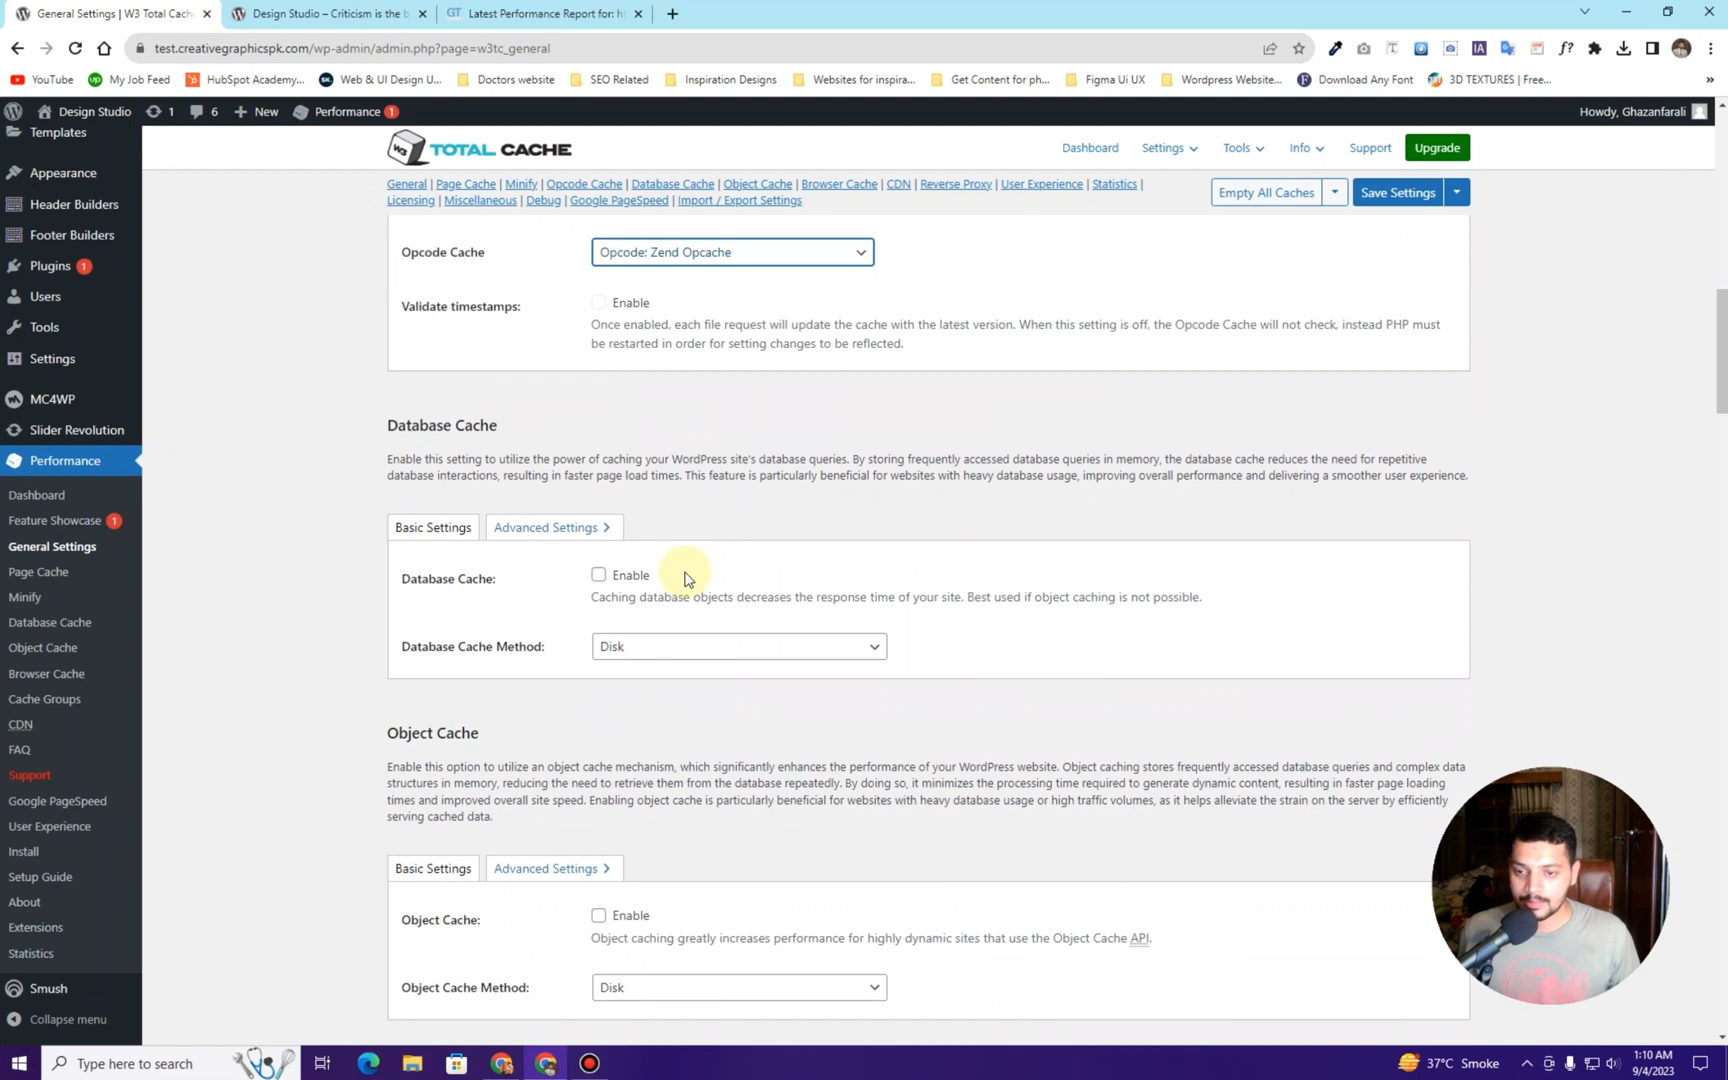 General Settings | W3 Total Cach
Design Studio – Criticism is the b
GT Latest Performance Report for: h
test.creativegraphicspk.com/wp-admin/admin.php?page=w3tc_general
YouTube
My Job Feed
HubSpot Academy...
Web & UI Design U...
Doctors website
SEO Related
Inspiration Designs
Websites for inspira...
Get Content for ph...
Figma Ui UX
Wordpress Website...
Download Any Font
3D TEXTURES | Free...
Design Studio
1
6
New
Performance 1
Howdy, Ghazanfarali
Templates
Appearance
Header Builders
Footer Builders
Plugins 1
Users
Tools
Settings
MC4WP
Slider Revolution
Performance
Dashboard
Feature Showcase 1
General Settings
Page Cache
Minify
Database Cache
Object Cache
Browser Cache
Cache Groups
CDN
FAQ
Support
Google PageSpeed
User Experience
Install
Setup Guide
About
Extensions
Statistics
Smush
Collapse menu
W3 TOTAL CACHE
Dashboard
Settings
Tools
Info
Support
Upgrade
General | Page Cache | Minify | Opcode Cache | Database Cache | Object Cache | Browser Cache | CDN | Reverse Proxy | User Experience | Statistics |
Licensing | Miscellaneous | Debug | Google PageSpeed | Import / Export Settings
Empty All Caches
Save Settings
Opcode Cache
Opcode: Zend Opcache
Validate timestamps:
Enable
Once enabled, each file request will update the cache with the latest version. When this setting is off, the Opcode Cache will not check, instead PHP must
be restarted in order for setting changes to be reflected.
Database Cache
Enable this setting to utilize the power of caching your WordPress site's database queries. By storing frequently accessed database queries in memory, the database cache reduces the need for repetitive
database interactions, resulting in faster page load times. This feature is particularly beneficial for websites with heavy database usage, improving overall performance and delivering a smoother user experience.
Basic Settings
Advanced Settings
Database Cache:
Enable
Caching database objects decreases the response time of your site. Best used if object caching is not possible.
Database Cache Method:
Disk
Object Cache
Enable this option to utilize an object cache mechanism, which significantly enhances the performance of your WordPress website. Object caching stores frequently accessed database queries and complex data
structures in memory, reducing the need to retrieve them from the database repeatedly. By doing so, it minimizes the processing time required to generate dynamic content, resulting in faster page loading
times and improved overall site speed. Enabling object cache is particularly beneficial for websites with heavy database usage or high traffic volumes, as it helps alleviate the strain on the server by efficiently
serving cached data.
Basic Settings
Advanced Settings
Object Cache:
Enable
Object caching greatly increases performance for highly dynamic sites that use the Object Cache API.
Object Cache Method:
Disk
Type here to search
37°C Smoke
1:10 AM
9/4/2023